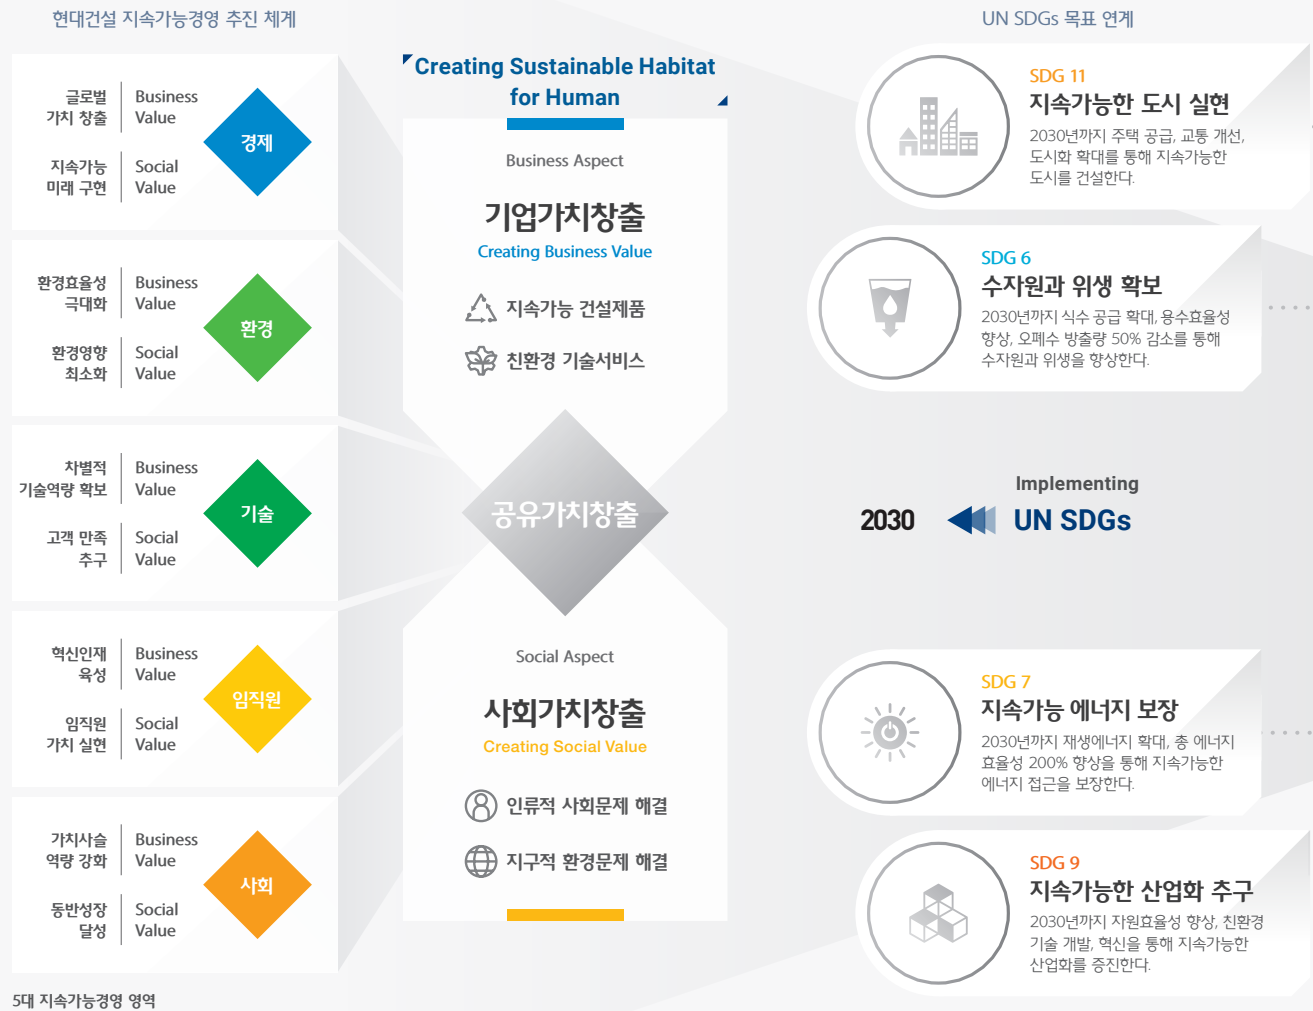 현대건설 지속가능경영 추진 체계
글로벌
가치 창출
Business
Value
지속가능
미래 구현
Social
Value
경제
환경효율성
극대화
Business
Value
환경영향
최소화
Social
Value
환경
차별적
기술역량 확보
Business
Value
고객 만족
추구
Social
Value
기술
혁신인재
육성
Business
Value
임직원
가치 실현
Social
Value
임직원
가치사슬
역량 강화
Business
Value
동반성장
달성
Social
Value
사회
5대 지속가능경영 영역
Creating Sustainable Habitat
for Human
Business Aspect
기업가치창출
Creating Business Value
지속가능 건설제품
친환경 기술서비스
공유가치창출
Social Aspect
사회가치창출
Creating Social Value
인류적 사회문제 해결
지구적 환경문제 해결
UN SDGs 목표 연계
SDG 11
지속가능한 도시 실현
2030년까지 주택 공급, 교통 개선,
도시화 확대를 통해 지속가능한
도시를 건설한다.
SDG 6
수자원과 위생 확보
2030년까지 식수 공급 확대, 용수효율성
향상, 오폐수 방출량 50% 감소를 통해
수자원과 위생을 향상한다.
Implementing
2030
UN SDGs
SDG 7
지속가능 에너지 보장
2030년까지 재생에너지 확대, 총 에너지
효율성 200% 향상을 통해 지속가능한
에너지 접근을 보장한다.
SDG 9
지속가능한 산업화 추구
2030년까지 자원효율성 향상, 친환경
기술 개발, 혁신을 통해 지속가능한
산업화를 증진한다.